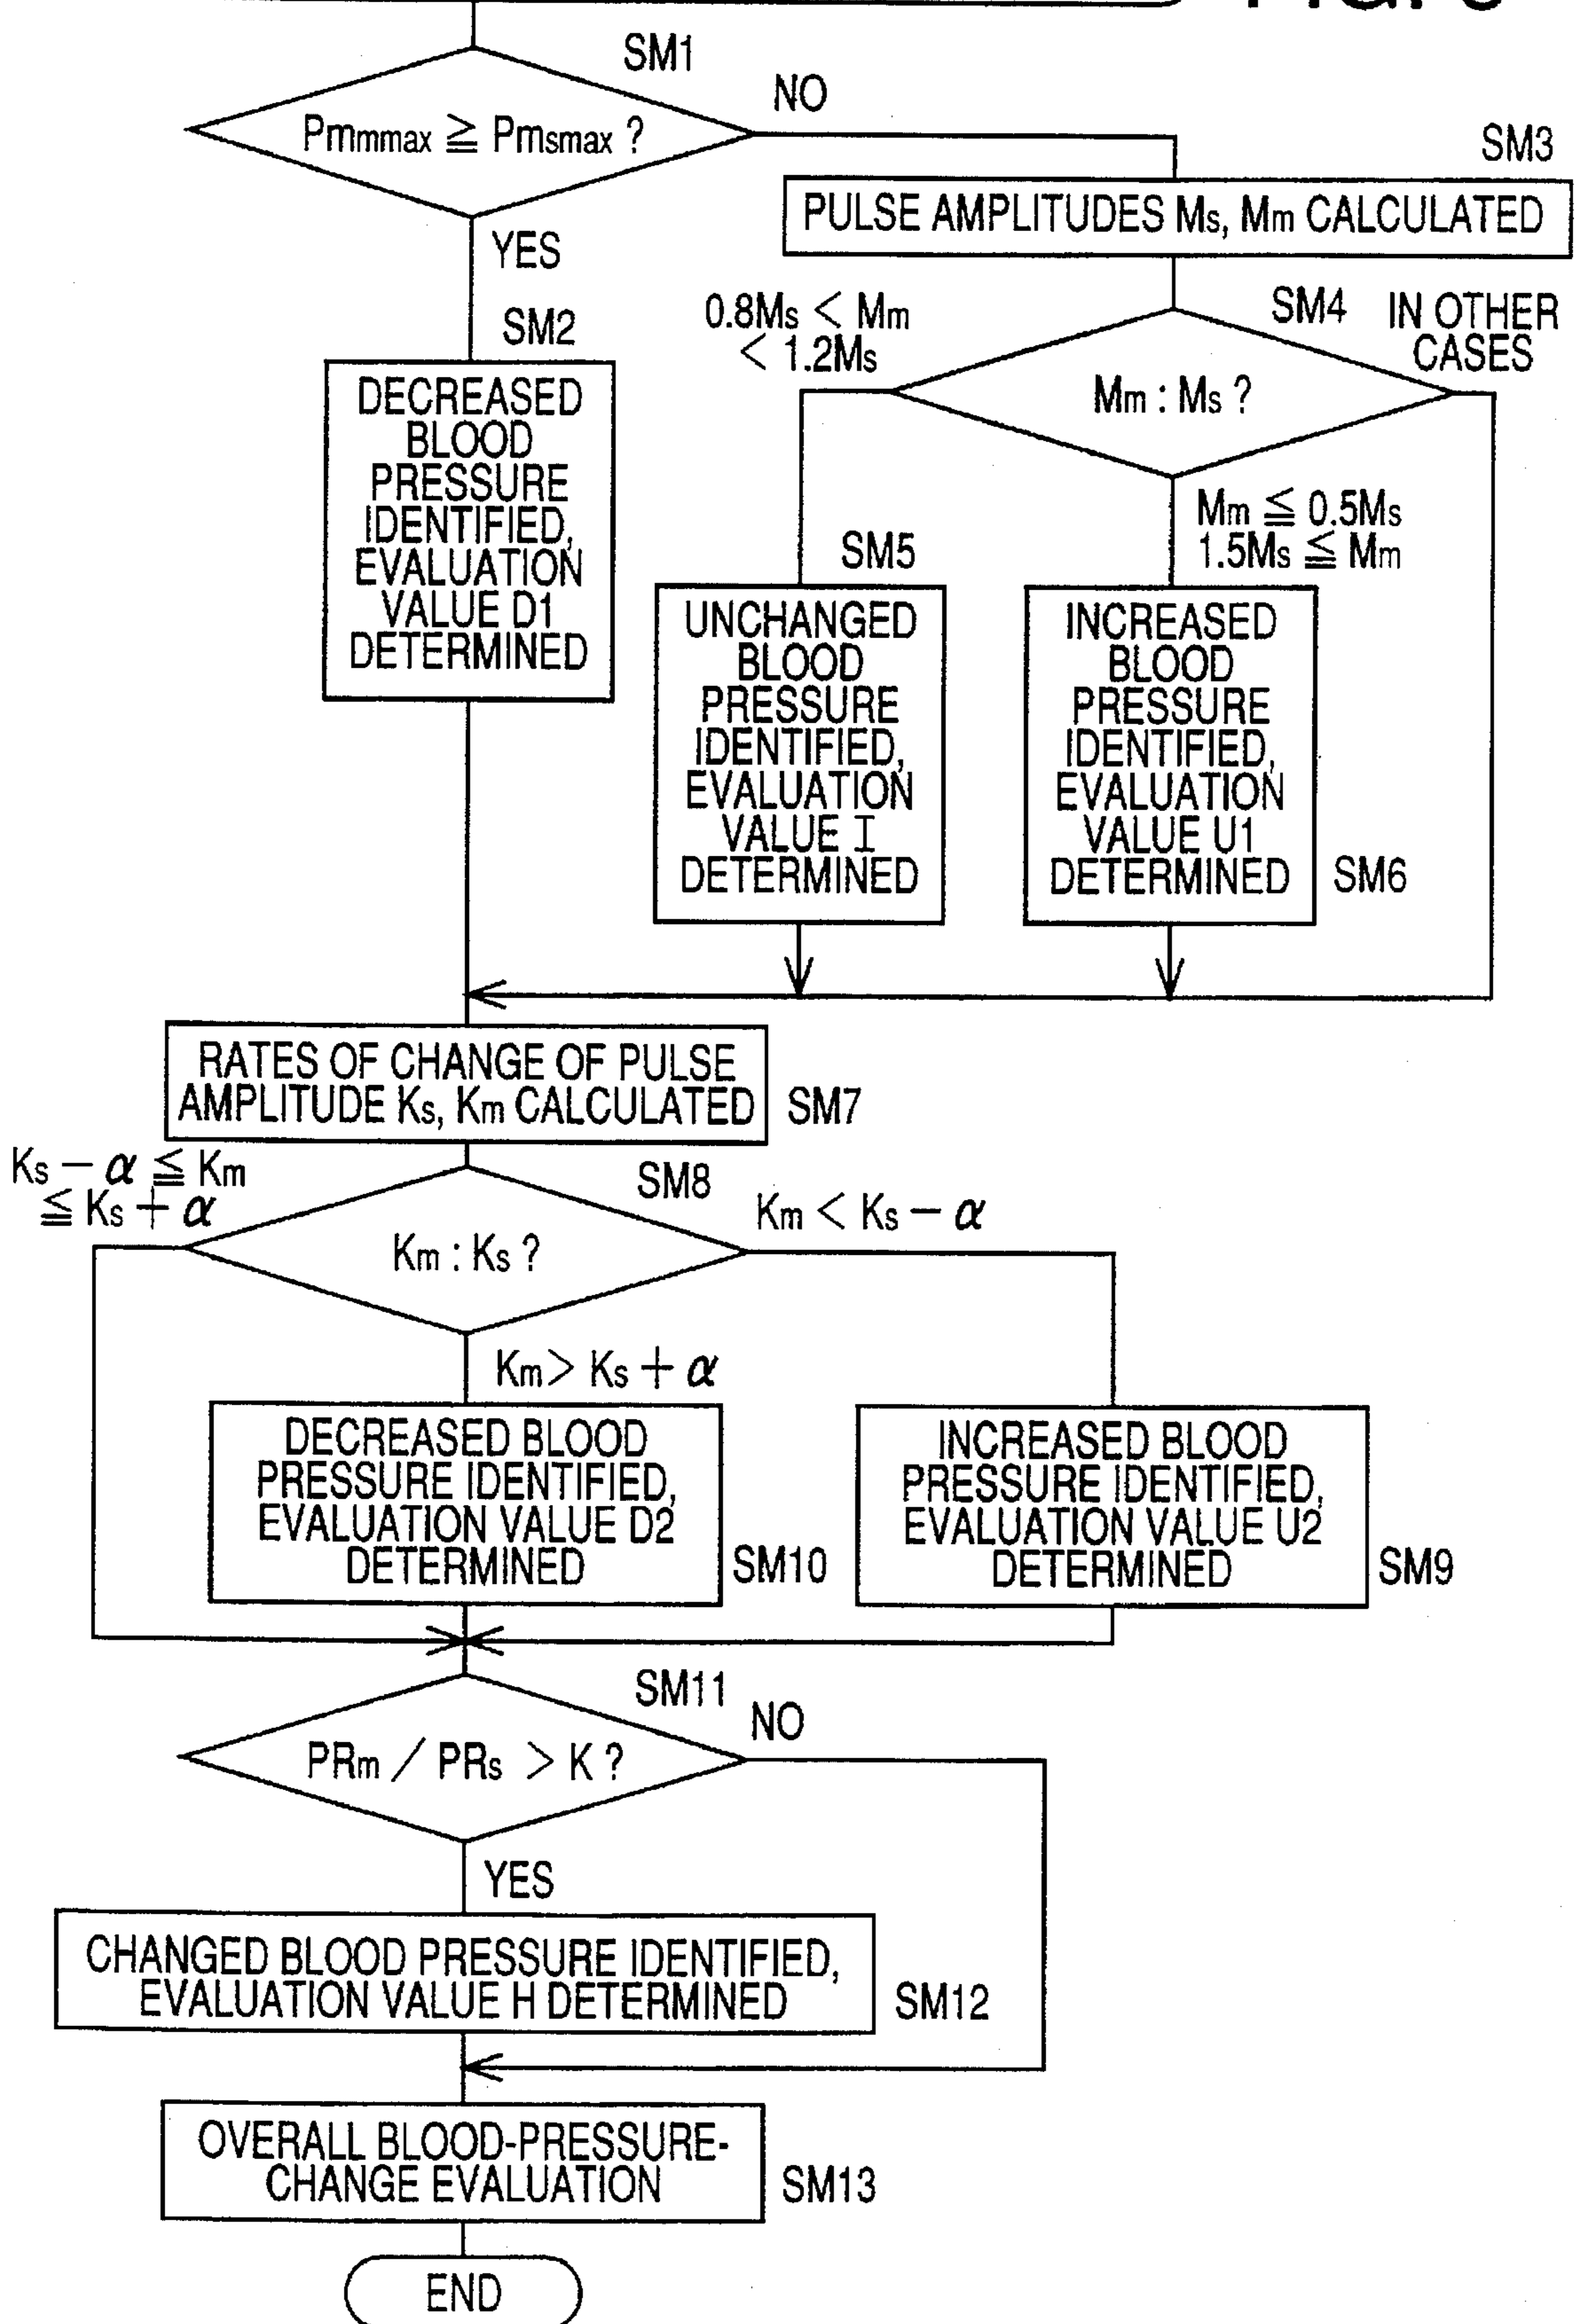 SM1
Pmmmax ≧ Pmsmax ?
NO
YES
SM3
PULSE AMPLITUDES Ms, Mm CALCULATED
SM2
DECREASED
BLOOD
PRESSURE
IDENTIFIED,
EVALUATION
VALUE D1
DETERMINED
0.8Ms < Mm
< 1.2Ms
SM4
IN OTHER
CASES
Mm : Ms ?
Mm ≦ 0.5Ms
1.5Ms ≦ Mm
SM5
UNCHANGED
BLOOD
PRESSURE
IDENTIFIED,
EVALUATION
VALUE I
DETERMINED
INCREASED
BLOOD
PRESSURE
IDENTIFIED,
EVALUATION
VALUE U1
DETERMINED
SM6
RATES OF CHANGE OF PULSE
AMPLITUDE Ks, Km CALCULATED
SM7
Ks − α ≦ Km
≦ Ks + α
SM8
Km < Ks − α
Km : Ks ?
Km > Ks + α
DECREASED BLOOD
PRESSURE IDENTIFIED,
EVALUATION VALUE D2
DETERMINED
SM10
INCREASED BLOOD
PRESSURE IDENTIFIED,
EVALUATION VALUE U2
DETERMINED
SM9
SM11
PRm / PRs > K ?
NO
YES
CHANGED BLOOD PRESSURE IDENTIFIED,
EVALUATION VALUE H DETERMINED
SM12
OVERALL BLOOD-PRESSURE-
CHANGE EVALUATION
SM13
END